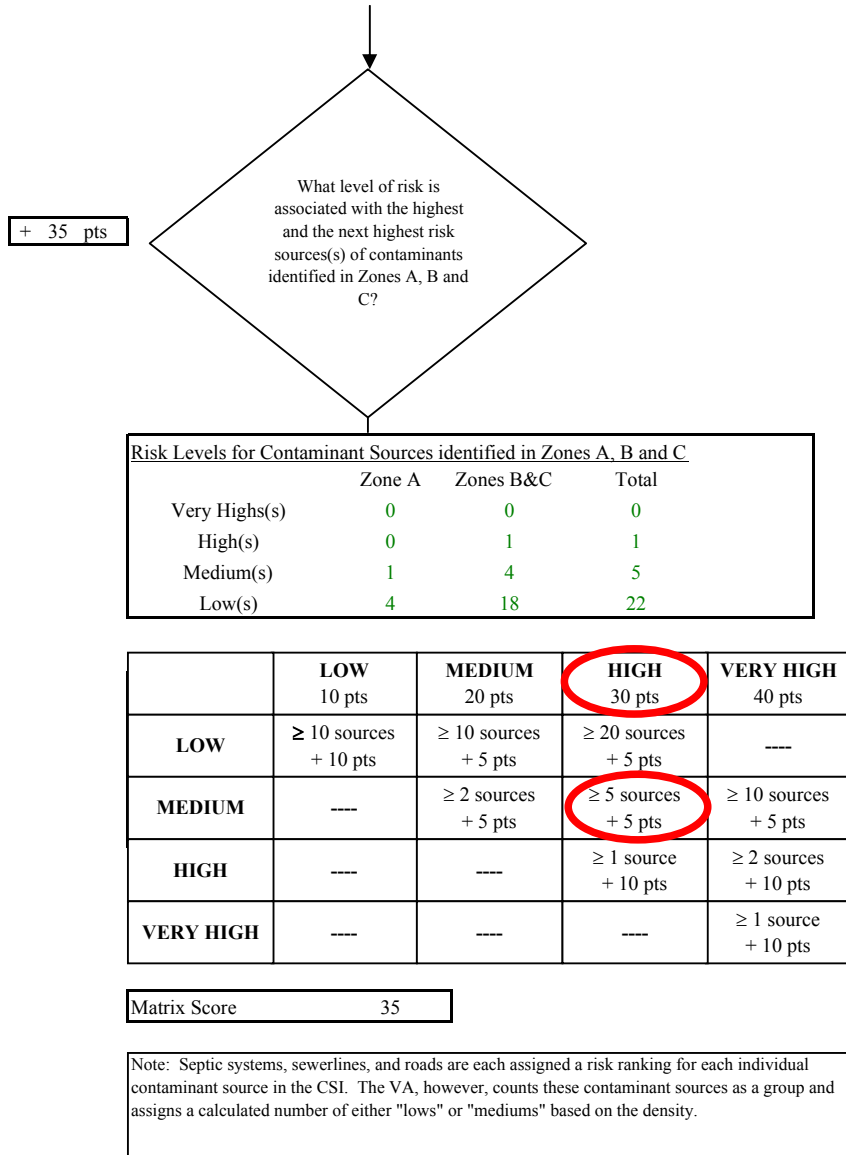 What level of risk is
associated with the highest
and the next highest risk
sources(s) of contaminants
identified in Zones A, B and
C?
+ 35 pts
Risk Levels for Contaminant Sources identified in Zones A, B and C
Zone A Zones B&C Total
Very Highs(s) 0 0 0
High(s) 0 1 1
Medium(s) 1 4 5
Low(s) 4 18 22
LOW MEDIUM HIGH VERY HIGH
10 pts 20 pts 30 pts 40 pts
LOW ≥ 10 sources ≥ 10 sources ≥ 20 sources ----
+ 10 pts + 5 pts + 5 pts
MEDIUM ---- ≥ 2 sources ≥ 5 sources ≥ 10 sources
+ 5 pts + 5 pts + 5 pts
HIGH ---- ---- ≥ 1 source ≥ 2 sources
+ 10 pts + 10 pts
VERY HIGH ---- ---- ---- ≥ 1 source
+ 10 pts
Matrix Score 35
Note: Septic systems, sewerlines, and roads are each assigned a risk ranking for each individual
contaminant source in the CSI. The VA, however, counts these contaminant sources as a group and
assigns a calculated number of either "lows" or "mediums" based on the density.